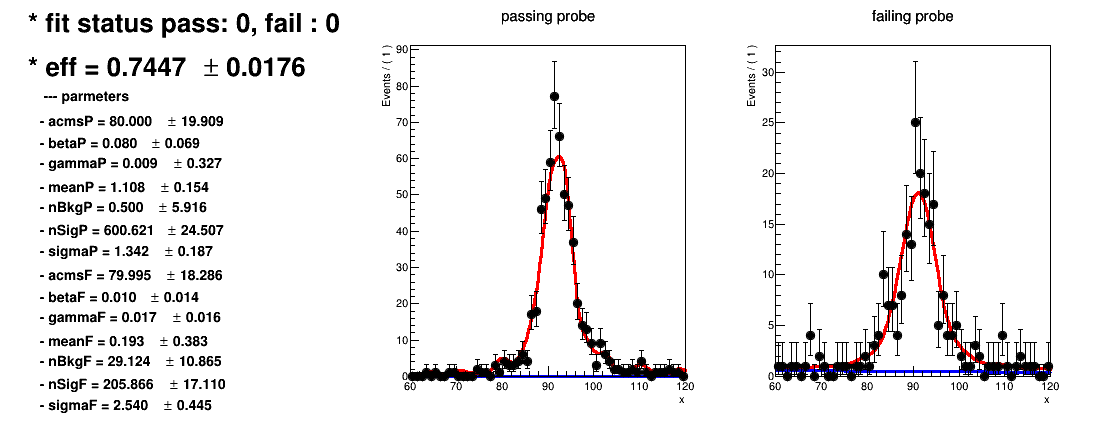 * fit status pass: 0, fail : 0
* eff = 0.7447 ± 0.0176
--- parmeters
- acmsP = 80.000 ± 19.909
- betaP = 0.080 ± 0.069
- gammaP = 0.009 ± 0.327
- meanP = 1.108 ± 0.154
- nBkgP = 0.500 ± 5.916
- nSigP = 600.621 ± 24.507
- sigmaP = 1.342 ± 0.187
- acmsF = 79.995 ± 18.286
- betaF = 0.010 ± 0.014
- gammaF = 0.017 ± 0.016
- meanF = 0.193 ± 0.383
- nBkgF = 29.124 ± 10.865
- nSigF = 205.866 ± 17.110
- sigmaF = 2.540 ± 0.445
passing probe
Events / ( 1 )
90
80
70
60
50
40
30
20
10
0
60 70 80 90 100 110 120
x
failing probe
Events / ( 1 )
30
25
20
15
10
5
0
60 70 80 90 100 110 120
x